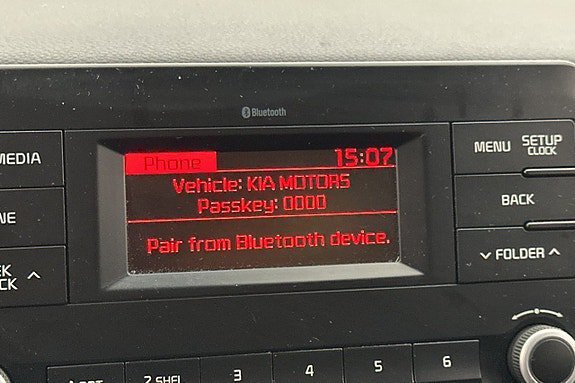 Bluetooth
MEDIA
Phone
15:07
MENU
SETUP
CLOCK
Vehicle: KIA MOTORS
Passkey: 0000
BACK
Pair from Bluetooth device.
FOLDER
3
4
5
6